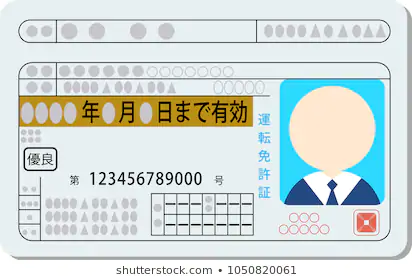 年 月 日まで有効
優良
第 123456789000 号
運転免許証
shutterstock.com · 1050820061